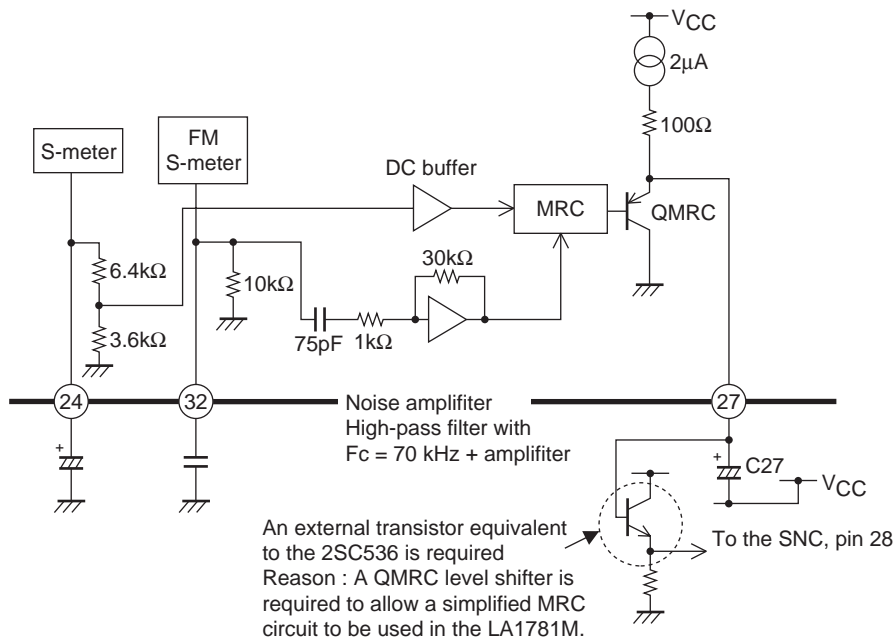 VCC
2µA
100Ω
S-meter
FM
S-meter
DC buffer
MRC
QMRC
6.4kΩ
10kΩ
30kΩ
3.6kΩ
75pF
1kΩ
24
32
27
Noise amplifiter
High-pass filter with
Fc = 70 kHz + amplifiter
+
+
C27
VCC
An external transistor equivalent
to the 2SC536 is required
Reason : A QMRC level shifter is
required to allow a simplified MRC
circuit to be used in the LA1781M.
To the SNC, pin 28